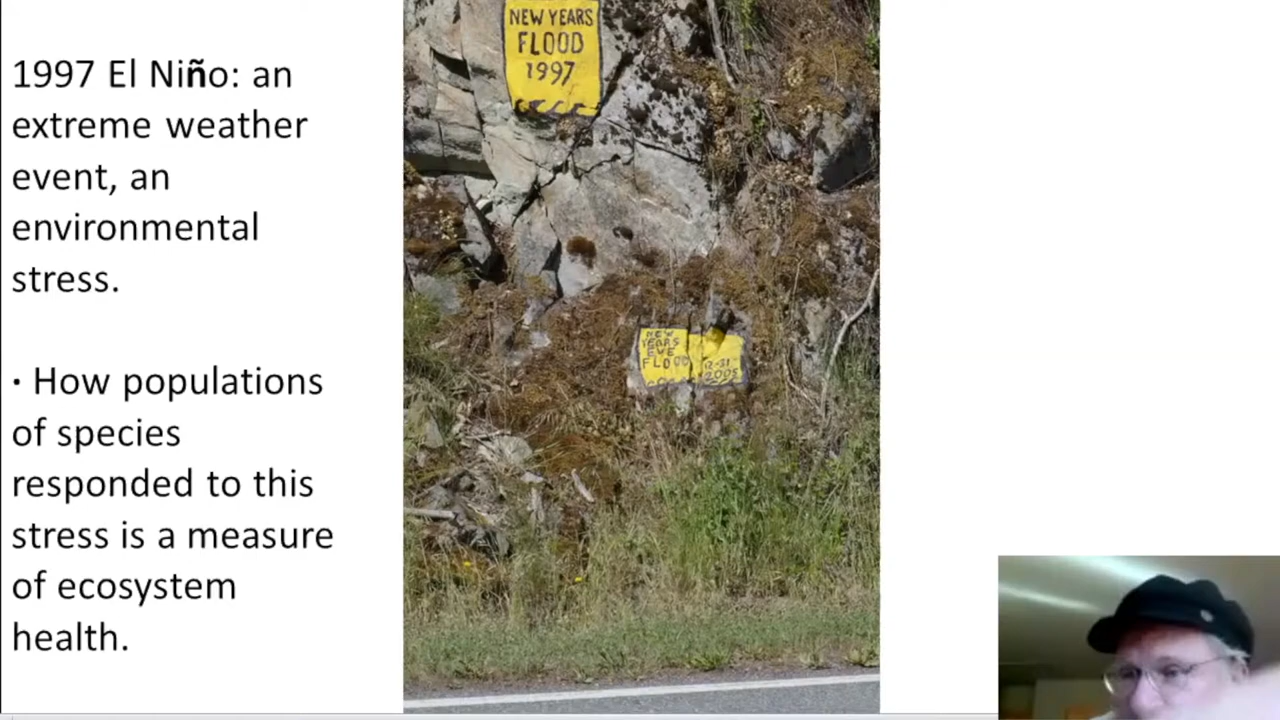 1997 El Niño: an
extreme weather
event, an
environmental
stress.
· How populations
of species
responded to this
stress is a measure
of ecosystem
health.
NEW YEARS
FLOOD
1997
NEW
YEARS
EVE
FLOOD
12-31
2005